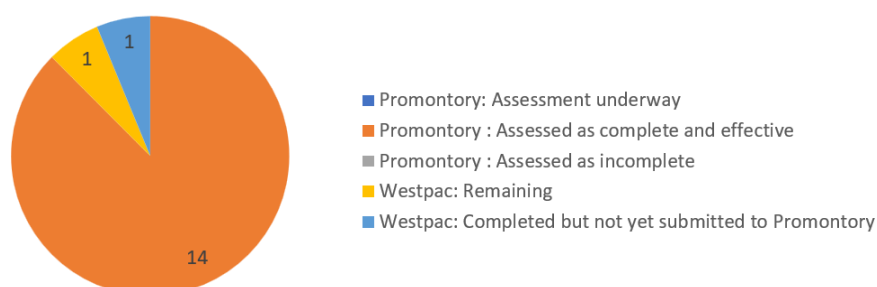 1
1
14
Promontory: Assessment underway
Promontory : Assessed as complete and effective
Promontory : Assessed as incomplete
Westpac: Remaining
Westpac: Completed but not yet submitted to Promontory